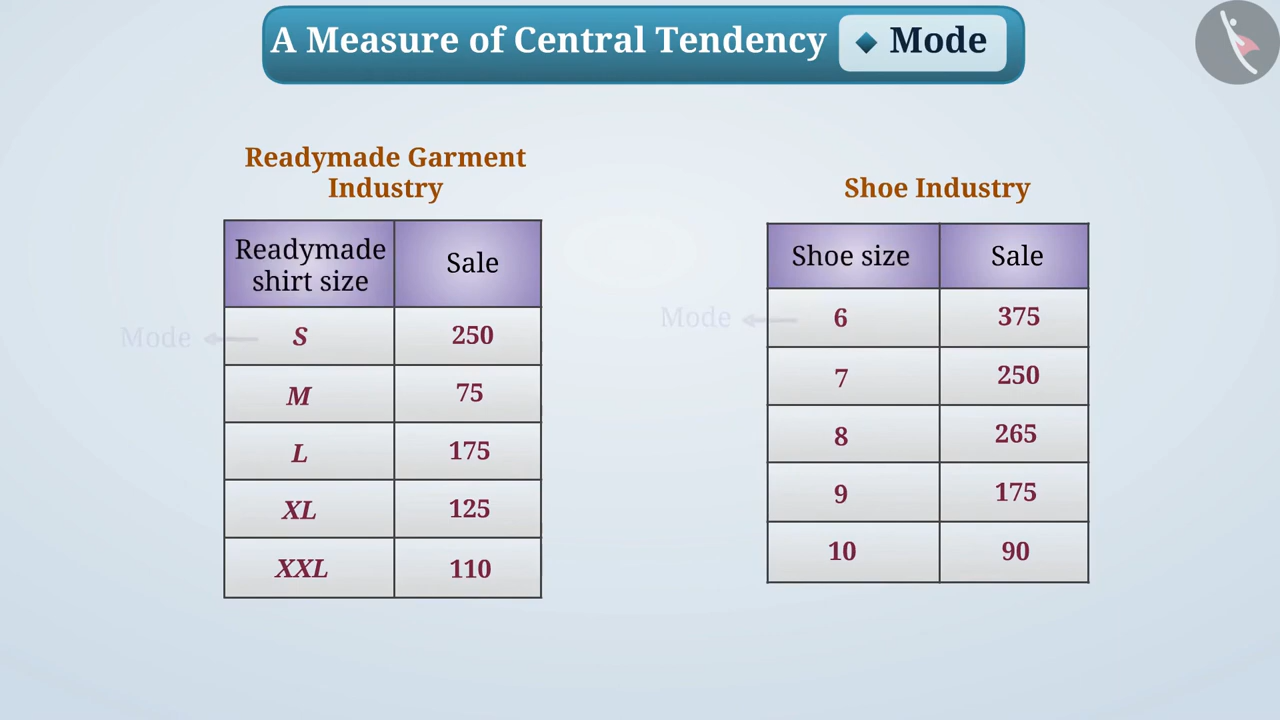 A Measure of Central Tendency ◆ Mode
Readymade Garment
Industry
Readymade
shirt size
Sale
Mode S 250
M 75
L 175
XL 125
XXL 110
Shoe Industry
Shoe size Sale
Mode 6 375
7 250
8 265
9 175
10 90